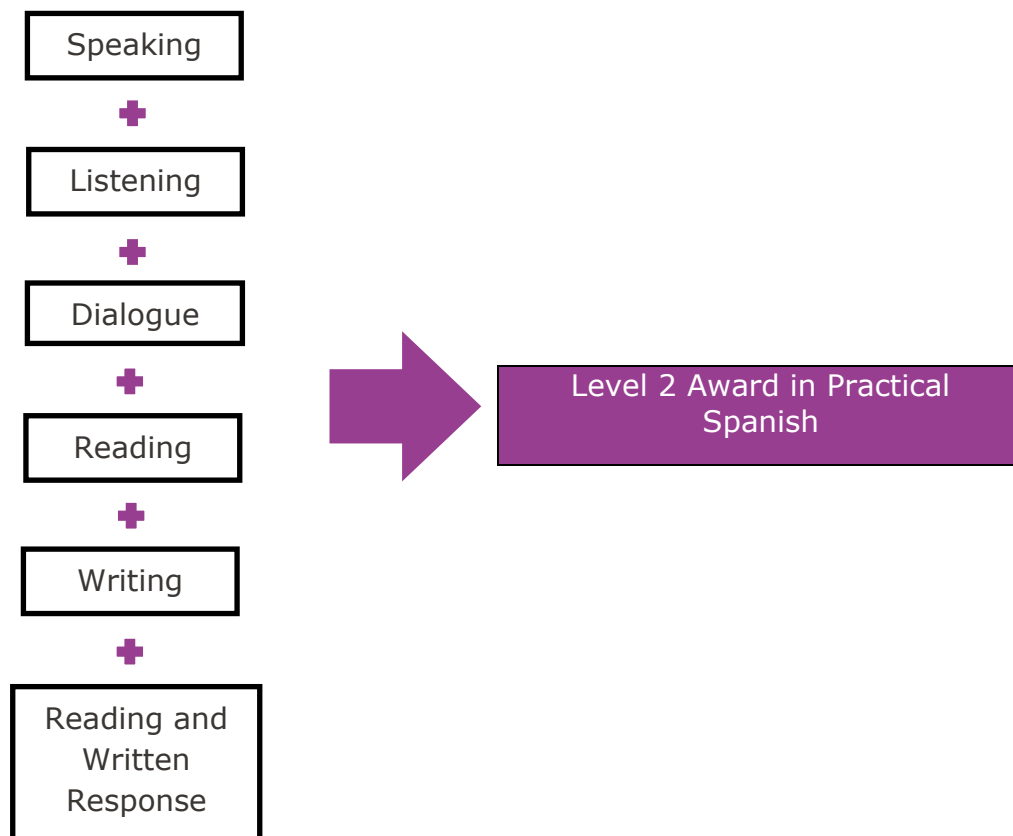 Speaking
Listening
Dialogue
Reading
Writing
Reading and
Written
Response
Level 2 Award in Practical
Spanish